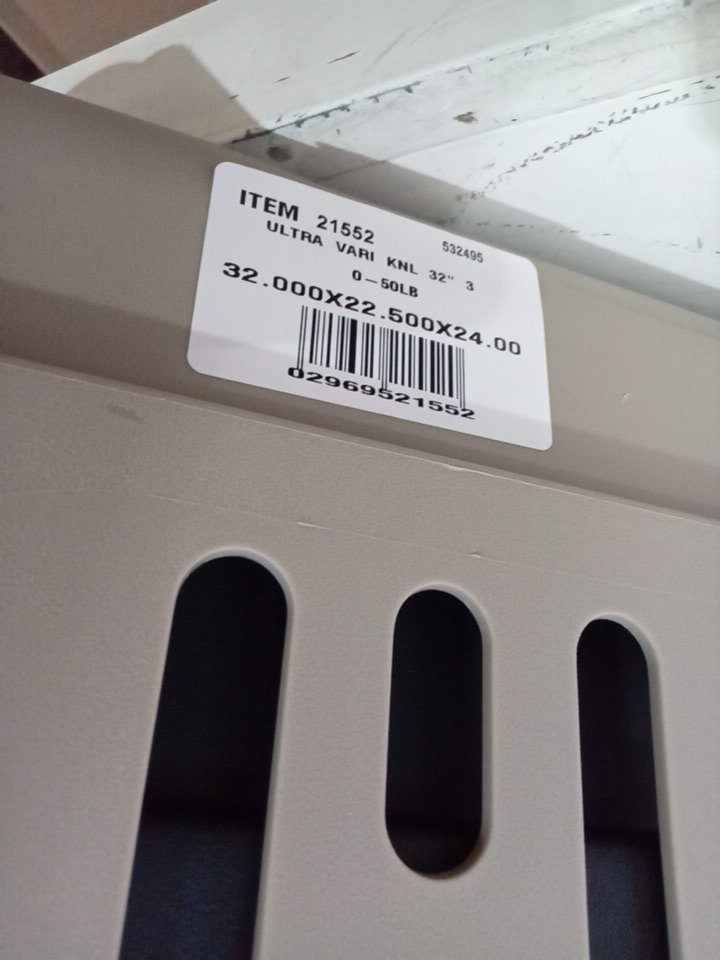 ITEM 21552 532495
ULTRA VARI KNL 32" 3
0-50LB
32.000X22.500X24.00
02969521552